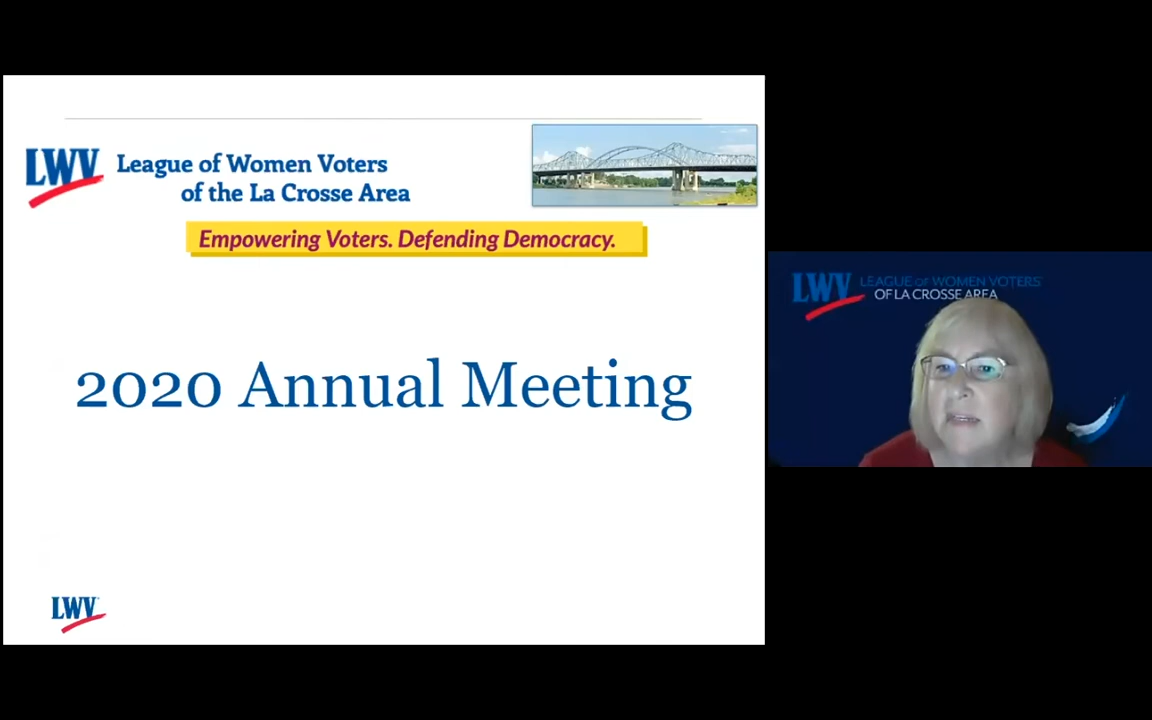 LWV League of Women Voters
of the La Crosse Area
Empowering Voters. Defending Democracy.
2020 Annual Meeting
LWV
LWV LEAGUE OF WOMEN VOTERS
OF LA CROSSE AREA